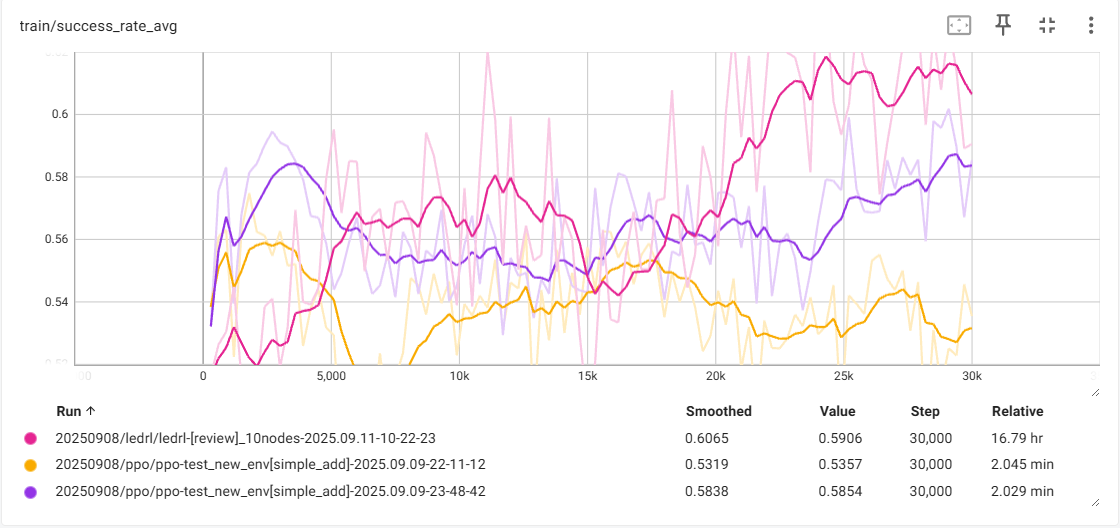 train/success_rate_avg
0.62
0.6
0.58
0.56
0.54
0.52
0 5,000 10k 15k 20k 25k 30k
Run ↑ Smoothed Value Step Relative
20250908/ledrl/ledrl-[review]_10nodes-2025.09.11-10-22-23 0.6065 0.5906 30,000 16.79 hr
20250908/ppo/ppo-test_new_env[simple_add]-2025.09.09-22-11-12 0.5319 0.5357 30,000 2.045 min
20250908/ppo/ppo-test_new_env[simple_add]-2025.09.09-23-48-42 0.5838 0.5854 30,000 2.029 min